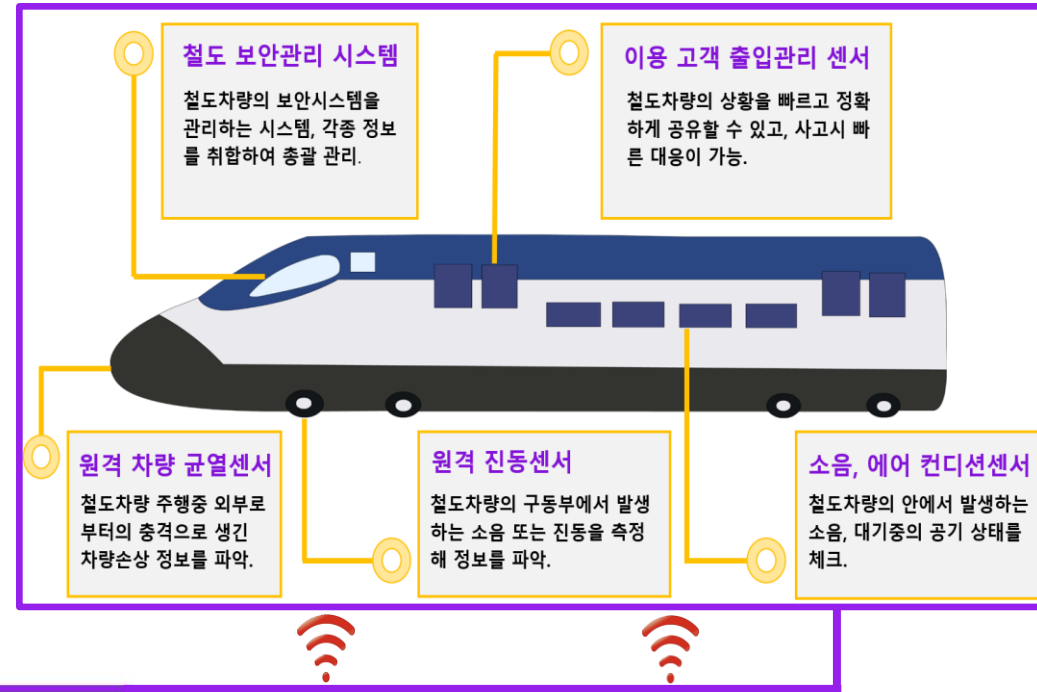 철도 보안관리 시스템
철도차량의 보안시스템을
관리하는 시스템, 각종 정보
를 취합하여 총괄 관리.
이용 고객 출입관리 센서
철도차량의 상황을 빠르고 정확
하게 공유할 수 있고, 사고시 빠
른 대응이 가능.
원격 차량 균열센서
철도차량 주행중 외부로
부터의 충격으로 생긴
차량손상 정보를 파악.
원격 진동센서
철도차량의 구동부에서 발생
하는 소음 또는 진동을 측정
해 정보를 파악.
소음, 에어 컨디션센서
철도차량의 안에서 발생하는
소음, 대기중의 공기 상태를
체크.